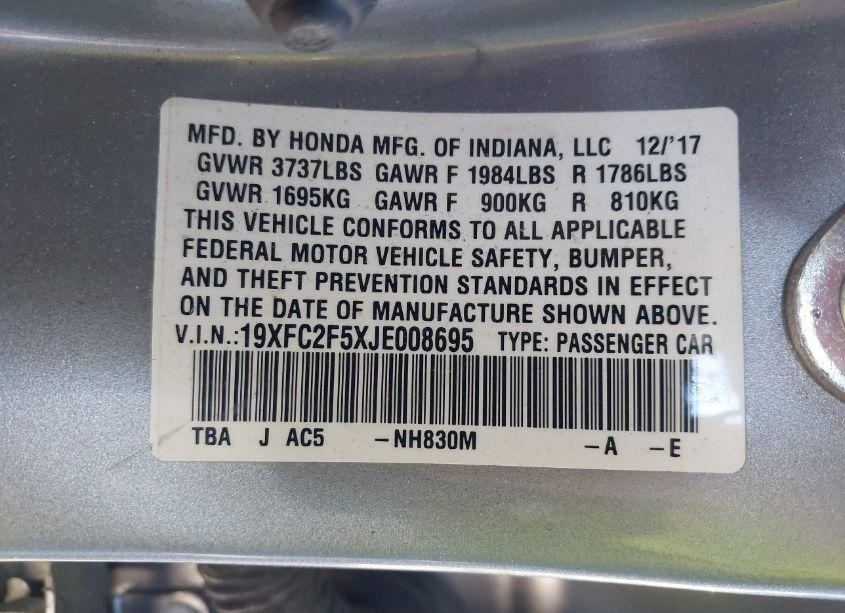 MFD. BY HONDA MFG. OF INDIANA, LLC 12/'17
GVWR 3737LBS GAWR F 1984LBS R 1786LBS
GVWR 1695KG GAWR F 900KG R 810KG
THIS VEHICLE CONFORMS TO ALL APPLICABLE
FEDERAL MOTOR VEHICLE SAFETY, BUMPER,
AND THEFT PREVENTION STANDARDS IN EFFECT
ON THE DATE OF MANUFACTURE SHOWN ABOVE.
V.I.N.:19XFC2F5XJE008695 TYPE: PASSENGER CAR
TBA J AC5 -NH830M -A -E